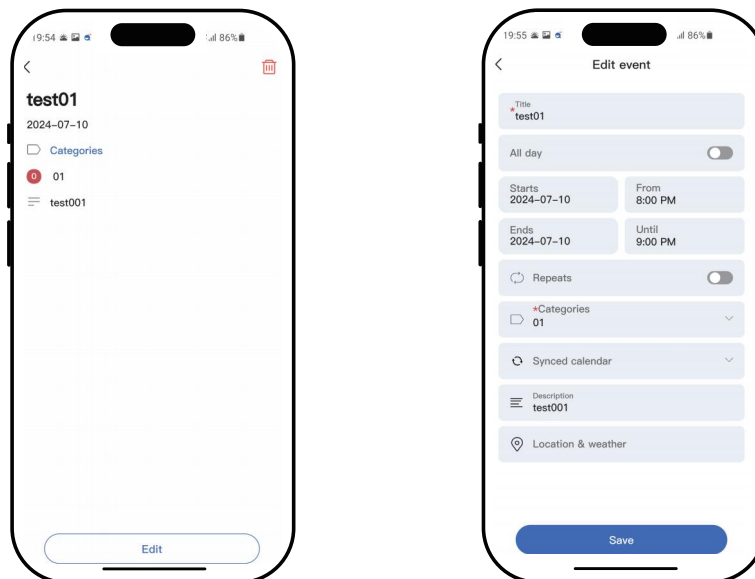 19:54
86%
test01
2024-07-10
Categories
0 01
test001
Edit
19:55
86%
Edit event
*Title
test01
All day
Starts
2024-07-10
From
8:00 PM
Ends
2024-07-10
Until
9:00 PM
Repeats
*Categories
01
Synced calendar
Description
test001
Location & weather
Save